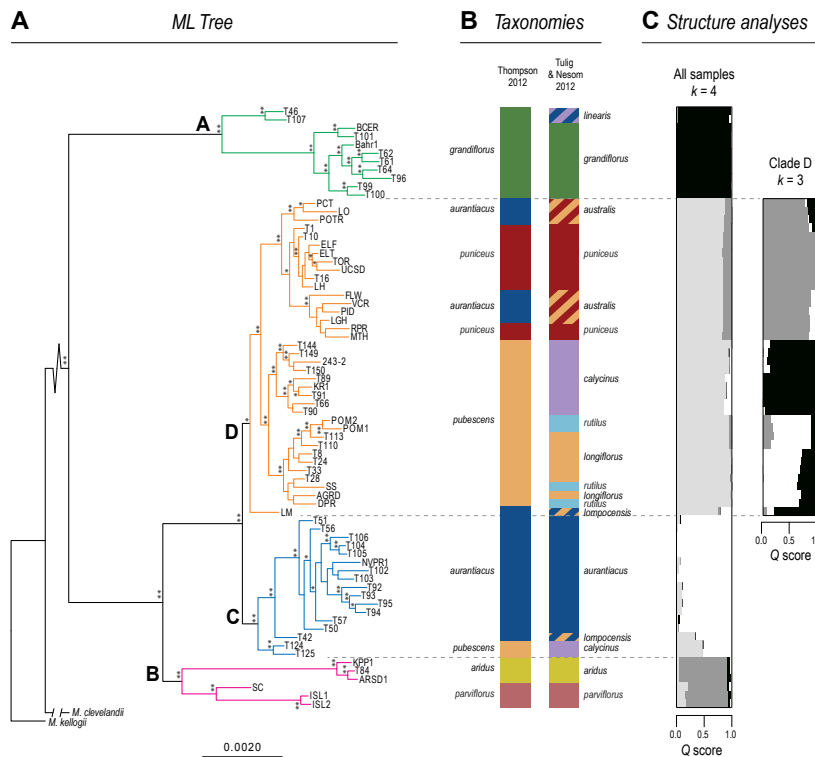 A
ML Tree
B
Taxonomies
C
Structure analyses
Thompson
2012
Tulig
& Nesom
2012
All samples
k = 4
Clade D
k = 3
A
T46
T107
BCER
T101
Bahr1
T62
T61
T64
T96
T99
T100
PCT
LO
POTR
T1
T10
ELF
ELT
TOR
UCSD
T16
LH
FLW
VCR
PID
LGH
RPR
MTH
T144
T149
243-2
T150
T89
KR1
T91
T66
T90
D
POM2
POM1
T113
T110
T8
T24
T33
T28
SS
AGRD
DPR
LM
T51
T56
T106
T104
T105
NVPR1
T102
T103
T92
T93
T95
T94
C
T57
T50
T42
T124
T125
B
KPP1
T84
ARSD1
SC
ISL1
ISL2
M. clevelandii
M. kellogii
0.0020
grandiflorus
aurantiacus
puniceus
aurantiacus
puniceus
pubescens
aurantiacus
pubescens
aridus
parviflorus
linearis
grandiflorus
australis
puniceus
australis
puniceus
calycinus
rutilus
longiflorus
rutilus
longiflorus
rutilus
lompocensis
aurantiacus
lompocensis
calycinus
aridus
parviflorus
0.0 1.0
Q score
0.0 1.0
Q score